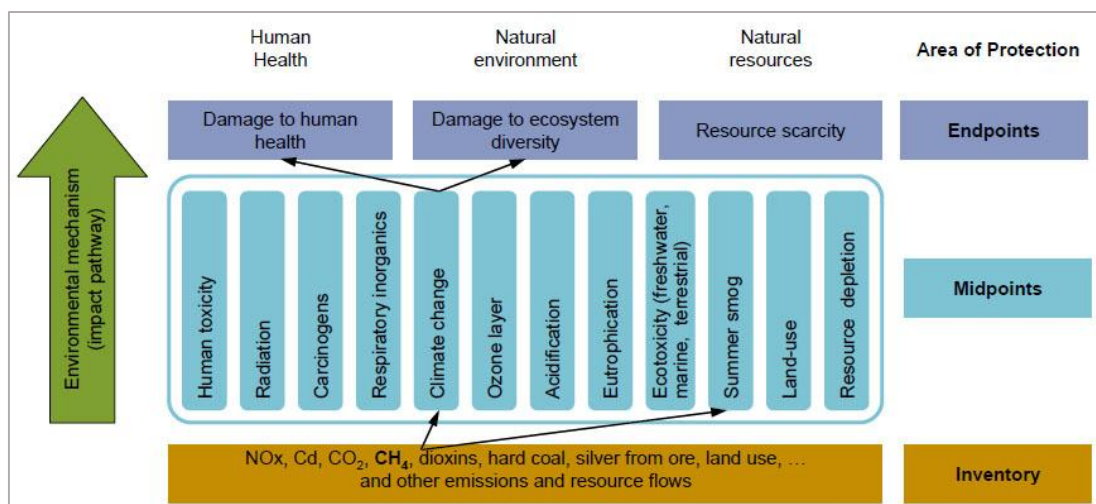 Human
Health
Natural
environment
Natural
resources
Area of Protection
Damage to human
health
Damage to ecosystem
diversity
Resource scarcity
Endpoints
Environmental mechanism
(impact pathway)
Human toxicity
Radiation
Carcinogens
Respiratory inorganics
Climate change
Ozone layer
Acidification
Eutrophication
Ecotoxicity (freshwater,
marine, terrestrial)
Summer smog
Land-use
Resource depletion
Midpoints
NOx, Cd, CO₂, CH₄, dioxins, hard coal, silver from ore, land use, …
and other emissions and resource flows
Inventory